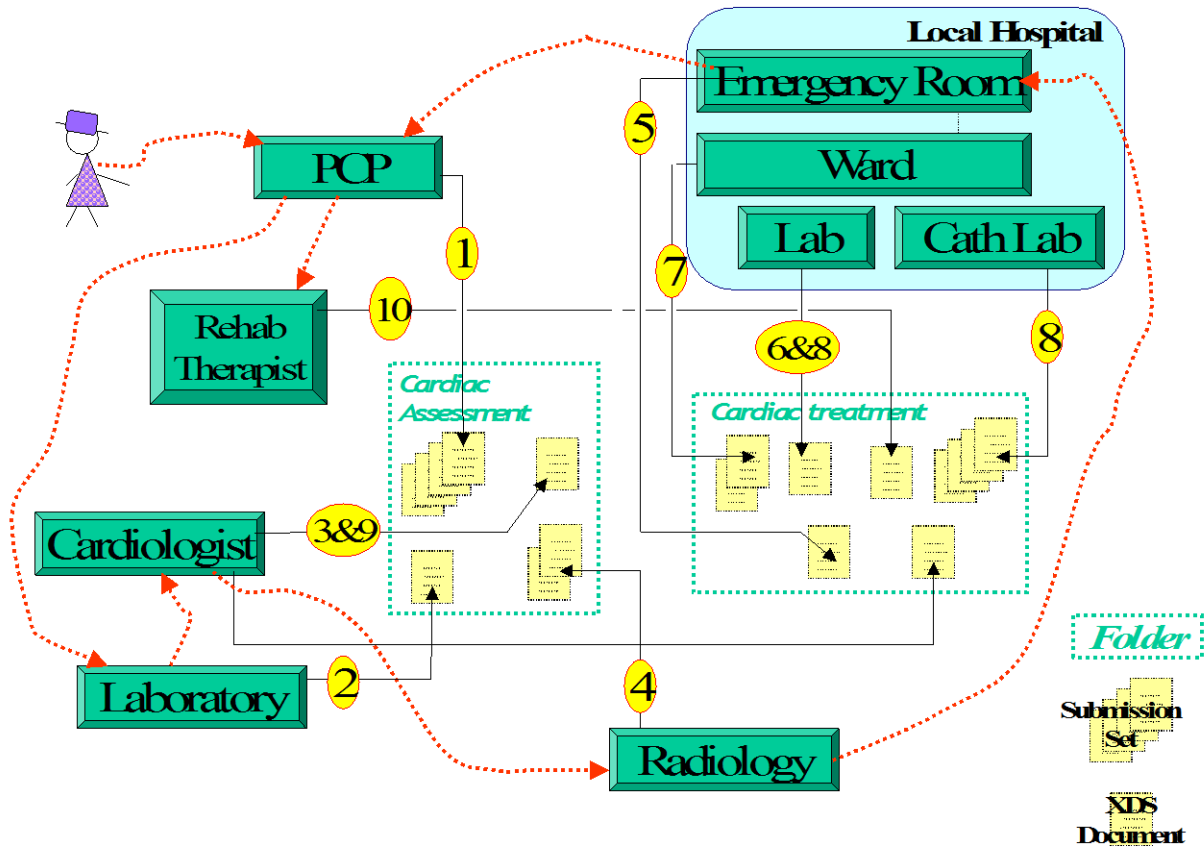 Local Hospital
Emergency Room
5
PCP
Ward
1
Lab
Cath Lab
7
10
Rehab
Therapist
6&8
8
Cardiac
Assessment
Cardiac treatment
3&9
Cardiologist
Folder
Laboratory
2
4
Submission
Set
Radiology
XDS
Document